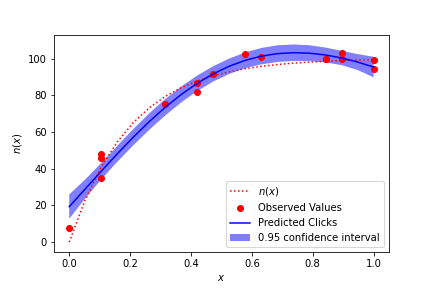 100
80
60
40
20
0
n(x)
0.0 0.2 0.4 0.6 0.8 1.0
x
n(x)
Observed Values
Predicted Clicks
0.95 confidence interval